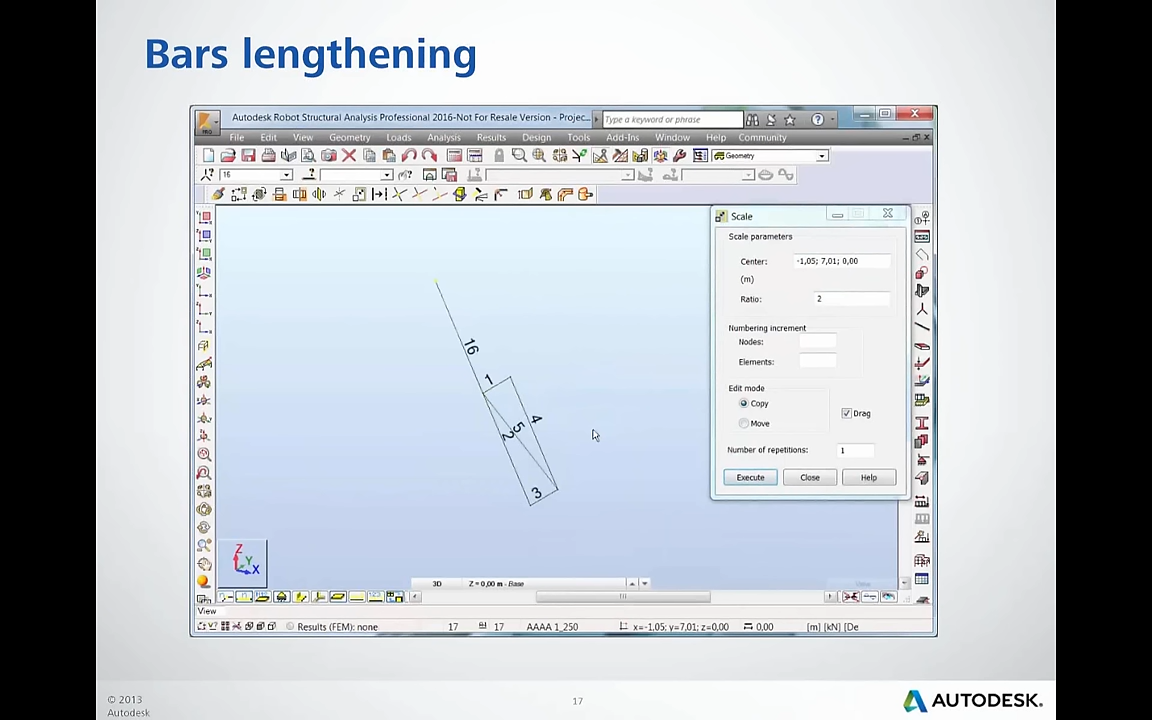 Bars lengthening
Autodesk Robot Structural Analysis Professional 2016-Not For Resale Version - Projec...
Type a keyword or phrase
File Edit View Geometry Loads Analysis Results Design Tools Add-Ins Window Help Community
Geometry
16
Scale
Scale parameters
Center: -1,05; 7,01; 0,00
(m)
Ratio: 2
Numbering increment
Nodes:
Elements:
Edit mode
Copy
Drag
Move
Number of repetitions: 1
Execute Close Help
16
1
4
5
2
3
Z
Y
X
3D Z = 0,00 m - Base
View
Results (FEM): none 17 17 AAAA 1_250 x=-1,05; y=7,01; z=0,00 0,00 [m] [kN] [De
© 2013
Autodesk
17
AUTODESK.